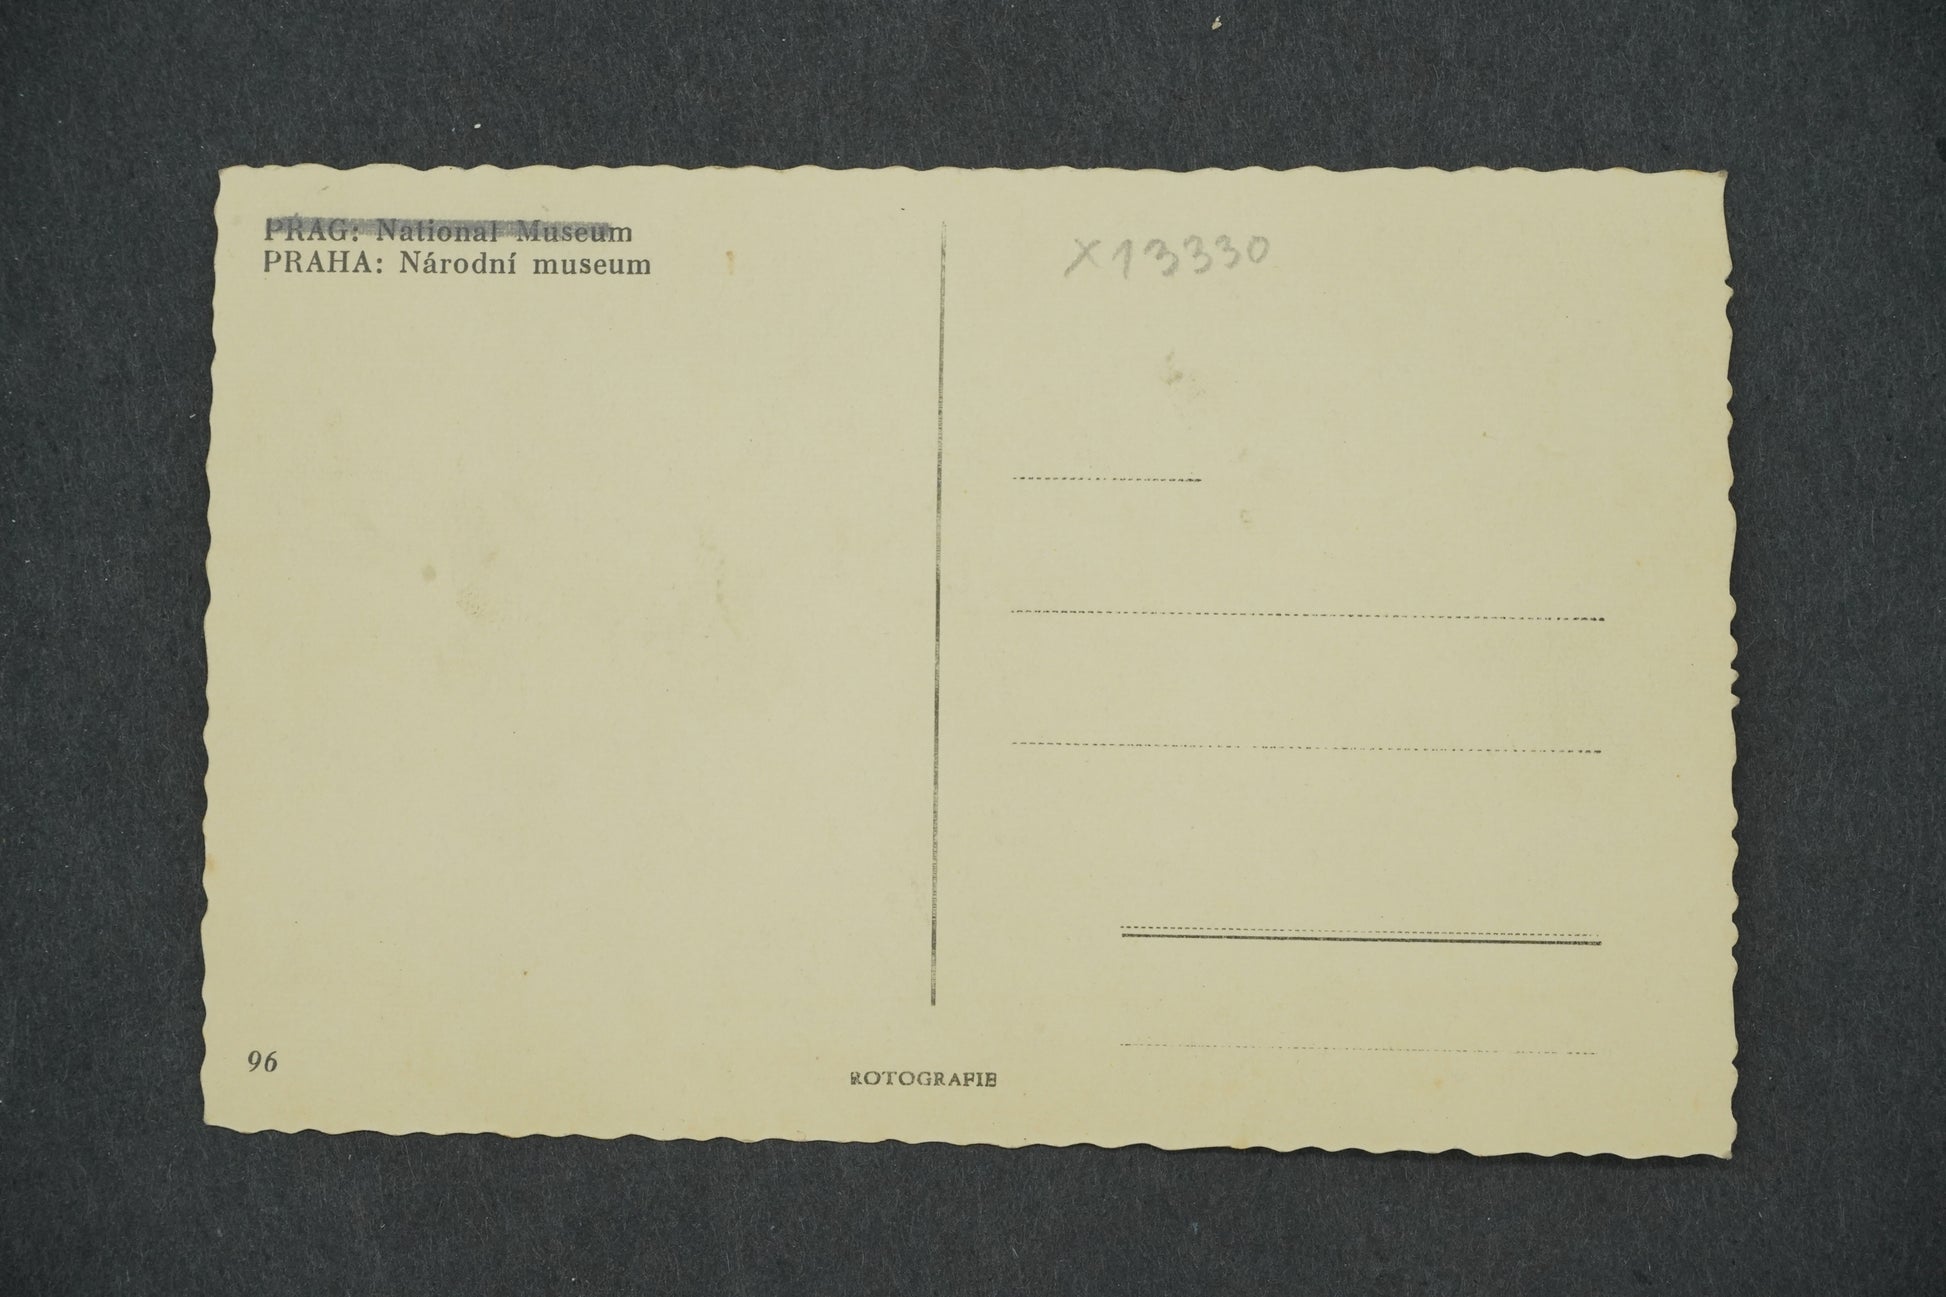 PRAG: National Museum
PRAHA: Národní museum
X13330
96
ROTOGRAFIE